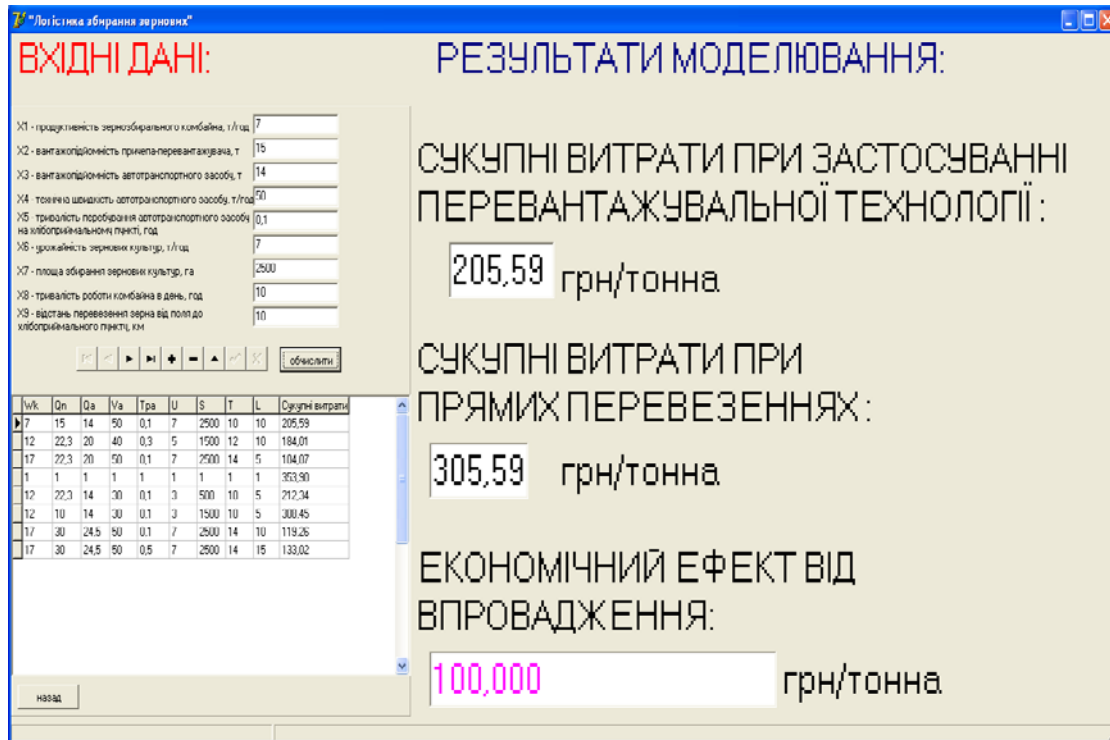 "Логістика збирання зернових"
ВХІДНІ ДАНІ:
X1 - продуктивність зернозбирального комбайна, т/год 7
X2 - вантажопідйомність причепа-перевантажувача, т 15
X3 - вантажопідйомність автотранспортного засобу, т 14
X4 - технічна швидкість автотранспортного засобу, т/год 50
X5 - тривалість перебування автотранспортного засобу
на хлібоприймальному пункті, год 0,1
X6 - урожайність зернових культур, т/год 7
X7 - площа збирання зернових культур, га 2500
X8 - тривалість роботи комбайна в день, год 10
X9 - відстань перевезення зерна від поля до
хлібоприймального пункту, км 10
обчислити
Wk Qn Qa Va Tpa U S T L Сукупні витрати
7 15 14 50 0,1 7 2500 10 10 205,59
12 22,3 20 40 0,3 5 1500 12 10 184,01
17 22,3 20 50 0,1 7 2500 14 5 104,07
1 1 1 1 1 1 1 1 1 353,90
12 22,3 14 30 0,1 3 500 10 5 212,34
12 10 14 30 0.1 3 1500 10 5 300.45
17 30 24,5 50 0.1 7 2500 14 10 119.26
17 30 24,5 50 0,5 7 2500 14 15 133,02
назад
РЕЗУЛЬТАТИ МОДЕЛЮВАННЯ:
СУКУПНІ ВИТРАТИ ПРИ ЗАСТОСУВАННІ
ПЕРЕВАНТАЖУВАЛЬНОЇ ТЕХНОЛОГІЇ :
205,59 грн/тонна
СУКУПНІ ВИТРАТИ ПРИ
ПРЯМИХ ПЕРЕВЕЗЕННЯХ :
305,59 грн/тонна
ЕКОНОМІЧНИЙ ЕФЕКТ ВІД
ВПРОВАДЖЕННЯ:
100,000 грн/тонна